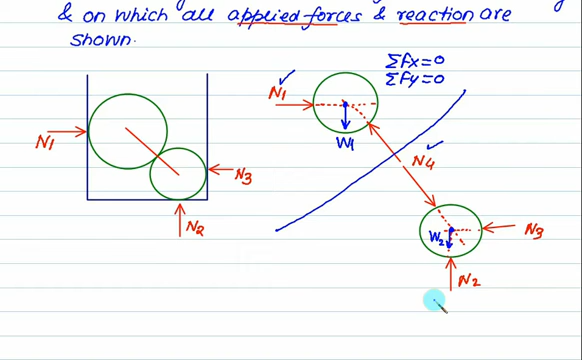 & on which all applied forces & reaction are
shown.
Σfx=0
Σfy=0
N1
W1
N4
N1
N3
N2
W2
N3
N2